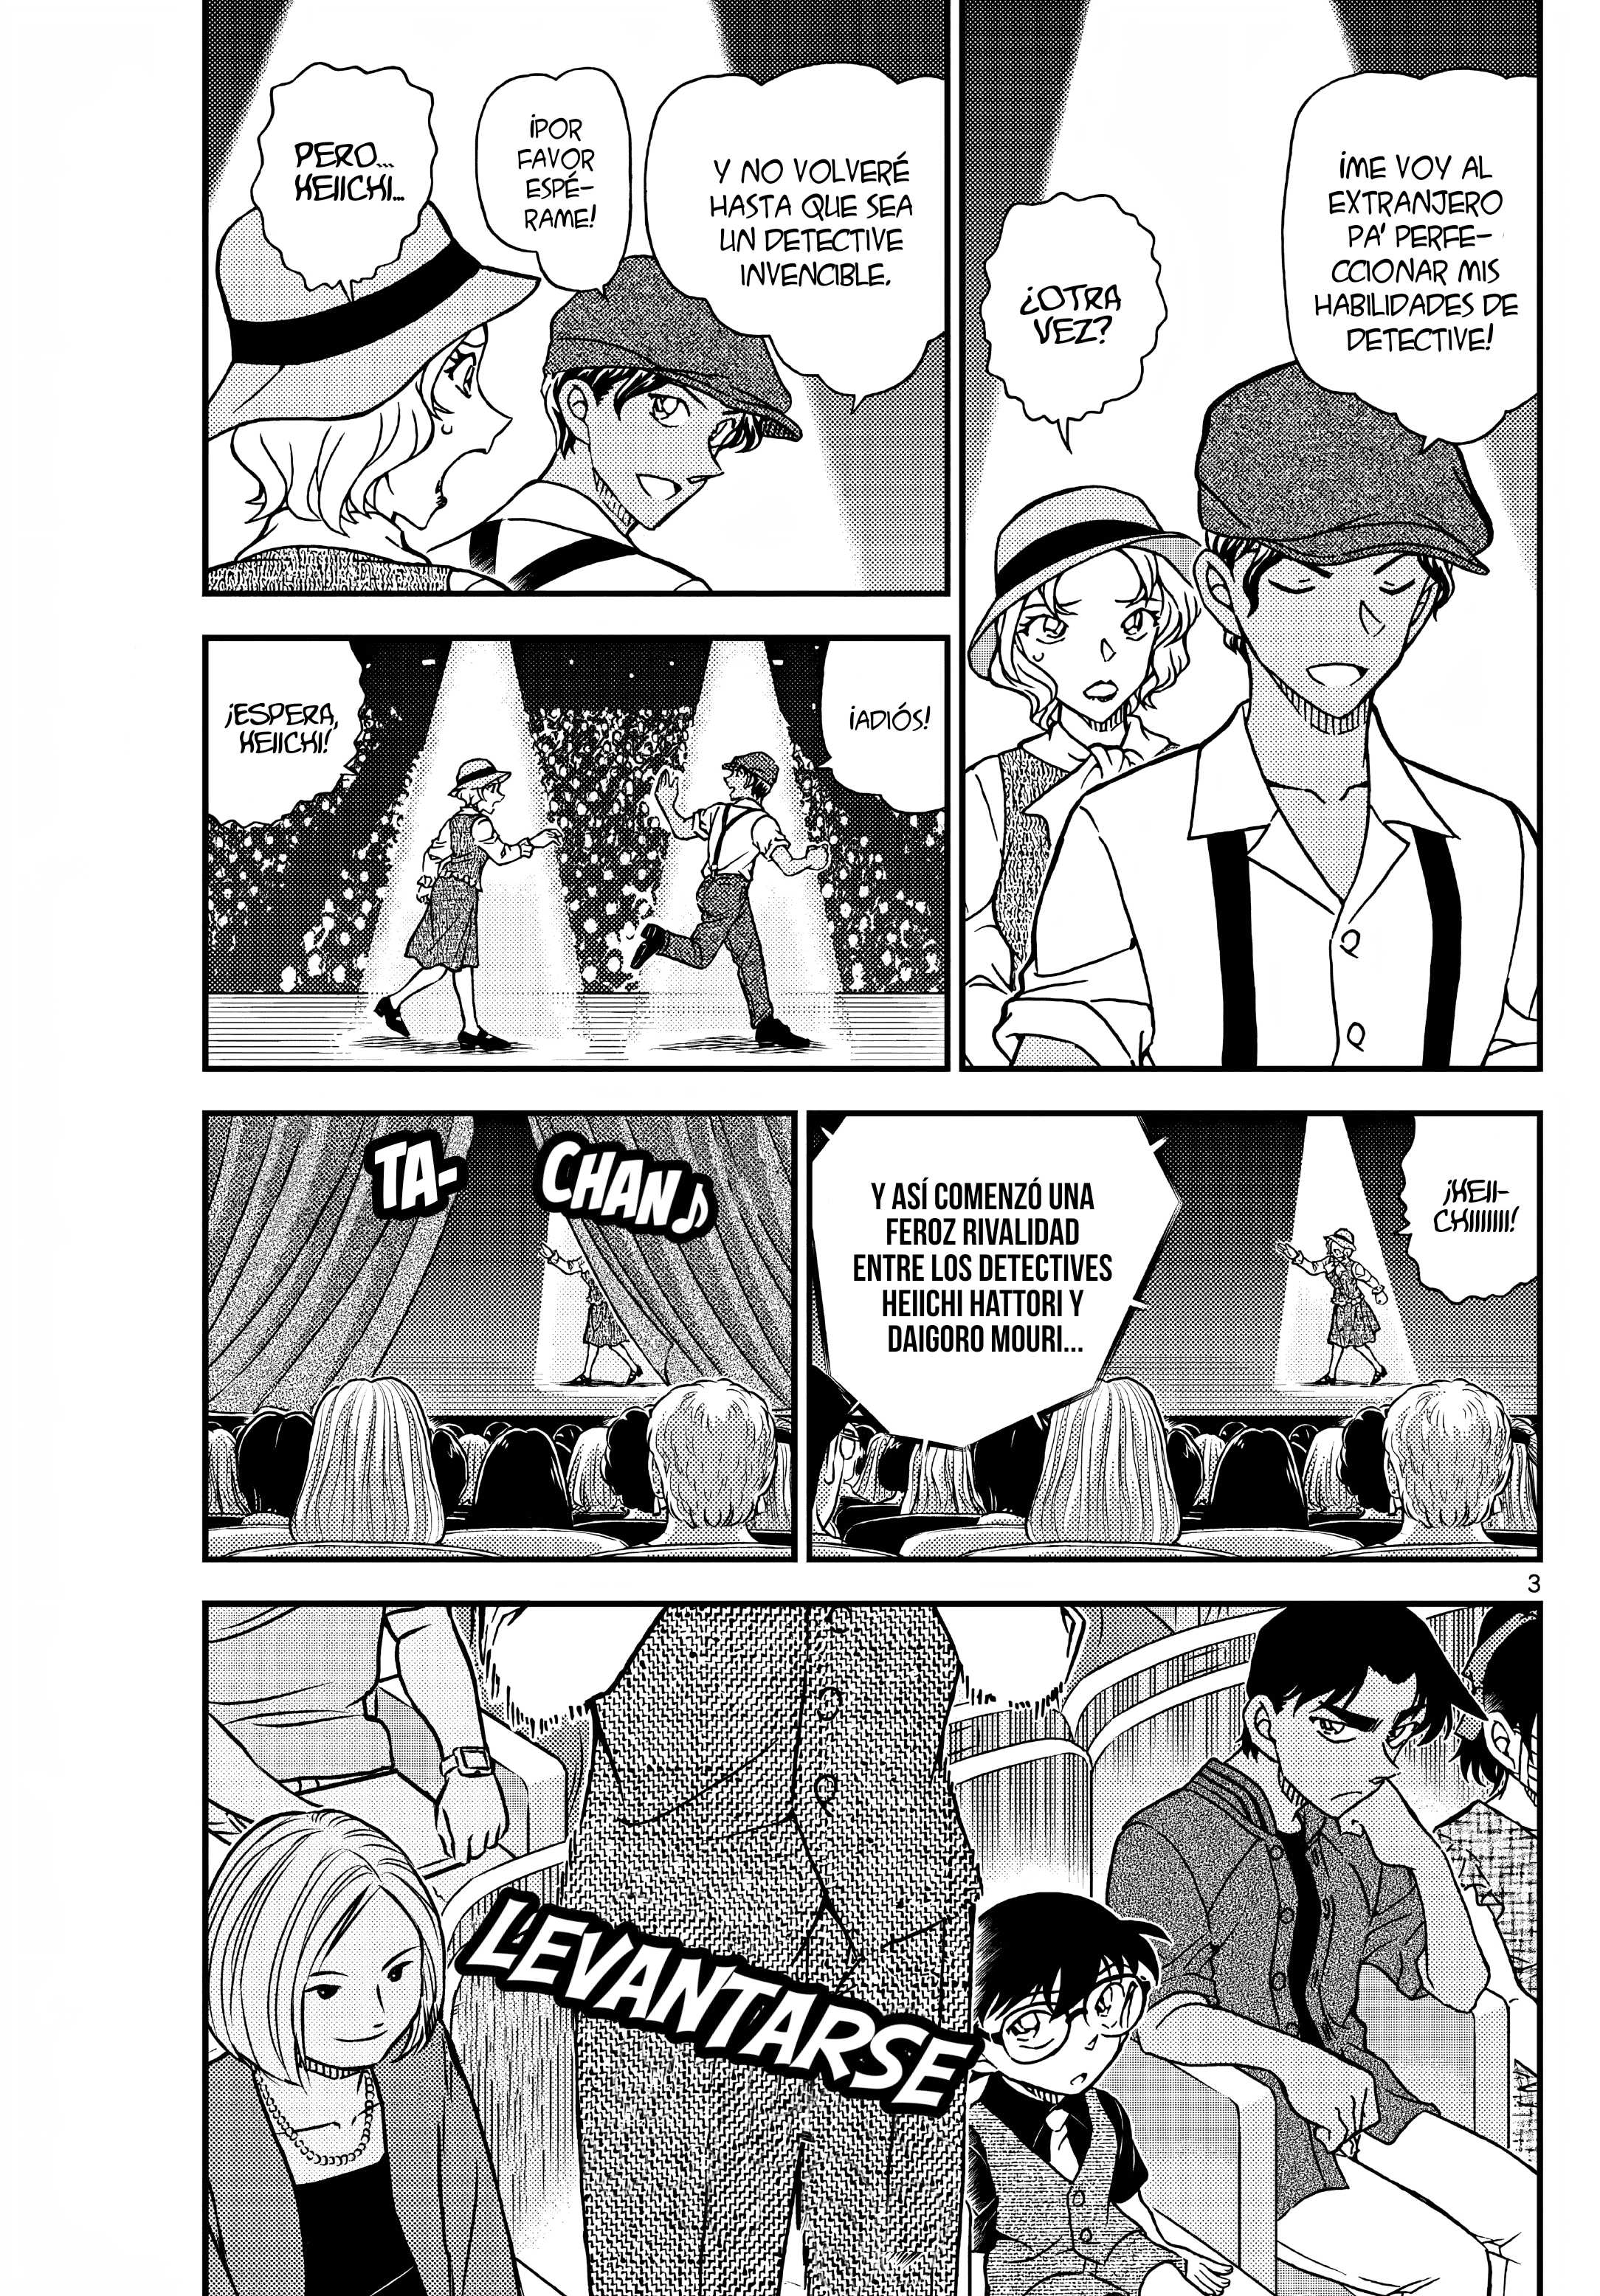 ¡ME VOY AL
EXTRANJERO
PA' PERFE-
CCIONAR MIS
HABILIDADES DE
DETECTIVE!
¿OTRA
VEZ?
Y NO VOLVERÉ
HASTA QUE SEA
UN DETECTIVE
INVENCIBLE.
¡POR
FAVOR
ESPÉ-
RAME!
PERO...
HEIICHI...
¡ADIÓS!
¡ESPERA,
HEIICHI!
¡HEII-
CHIIIIIII!
Y ASÍ COMENZÓ UNA
FEROZ RIVALIDAD
ENTRE LOS DETECTIVES
HEIICHI HATTORI Y
DAIGORO MOURI...
TA-
CHAN♪
3
LEVANTARSE